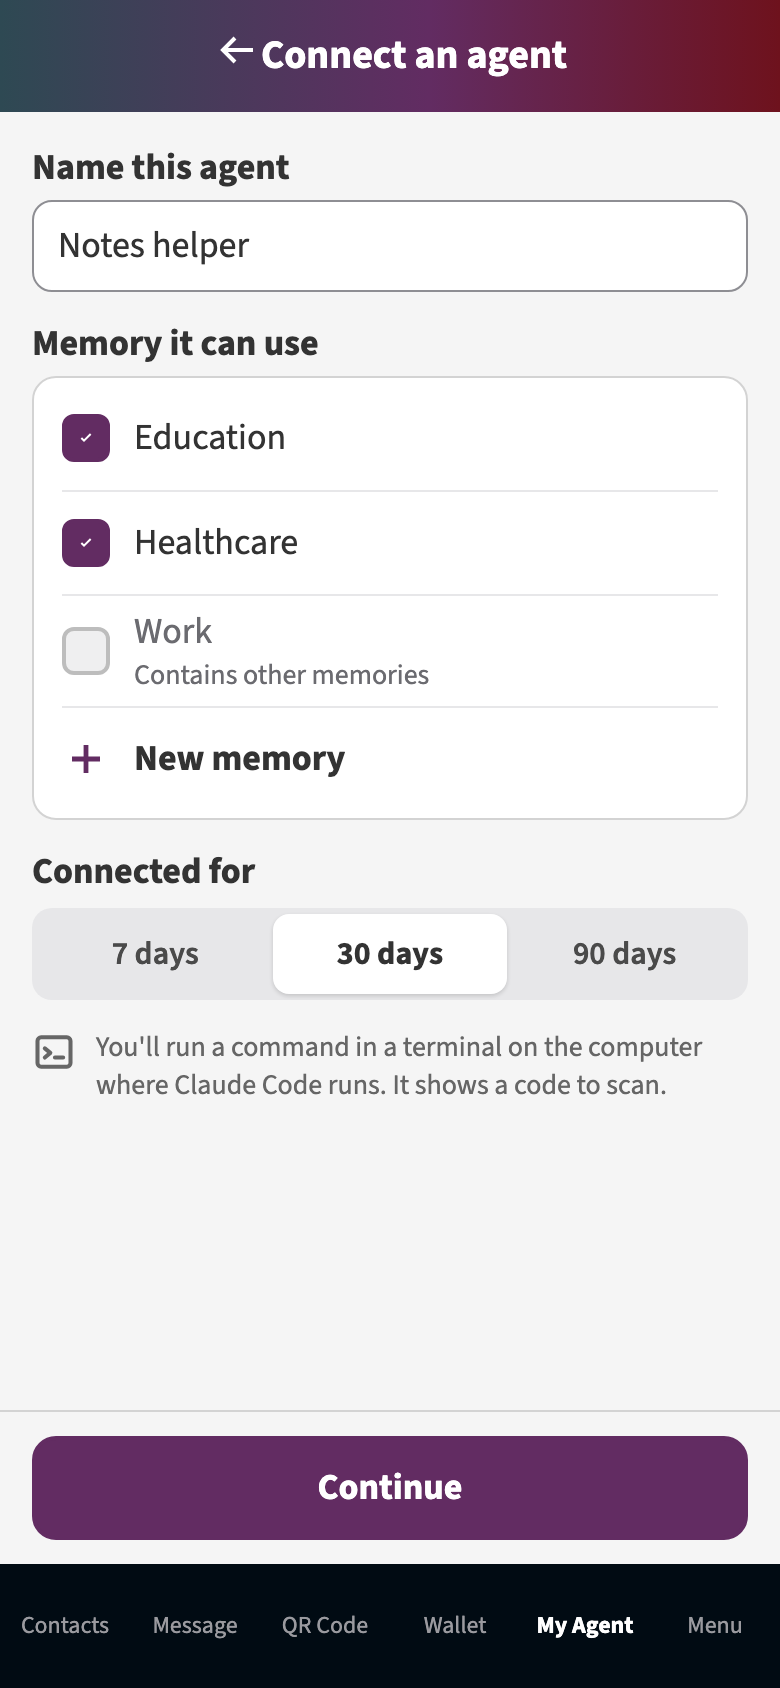 Connect an agent
Name this agent
Notes helper
Memory it can use
Education
Healthcare
Work
Contains other memories
New memory
Connected for
7 days
30 days
90 days
You'll run a command in a terminal on the computer
where Claude Code runs. It shows a code to scan.
Continue
Contacts
Message
QR Code
Wallet
My Agent
Menu